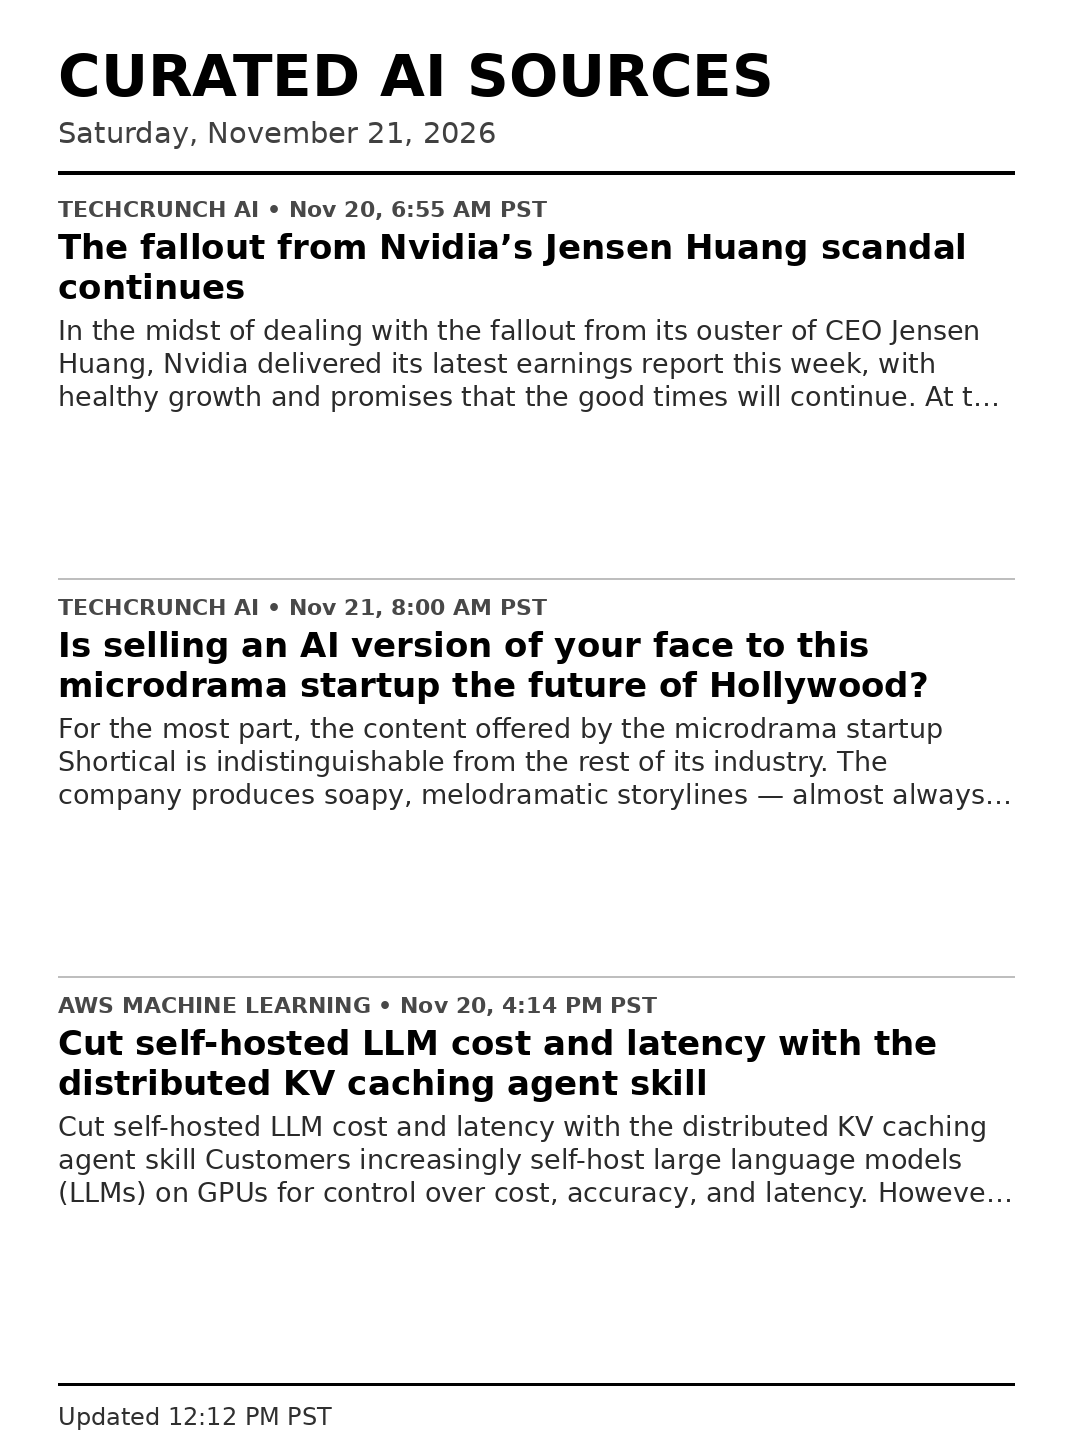 CURATED AI SOURCES
Saturday, November 21, 2026
TECHCRUNCH AI • Nov 20, 6:55 AM PST
The fallout from Nvidia’s Jensen Huang scandal
continues
In the midst of dealing with the fallout from its ouster of CEO Jensen
Huang, Nvidia delivered its latest earnings report this week, with
healthy growth and promises that the good times will continue. At t…
TECHCRUNCH AI • Nov 21, 8:00 AM PST
Is selling an AI version of your face to this
microdrama startup the future of Hollywood?
For the most part, the content offered by the microdrama startup
Shortical is indistinguishable from the rest of its industry. The
company produces soapy, melodramatic storylines — almost always…
AWS MACHINE LEARNING • Nov 20, 4:14 PM PST
Cut self-hosted LLM cost and latency with the
distributed KV caching agent skill
Cut self-hosted LLM cost and latency with the distributed KV caching
agent skill Customers increasingly self-host large language models
(LLMs) on GPUs for control over cost, accuracy, and latency. Howeve…
Updated 12:12 PM PST